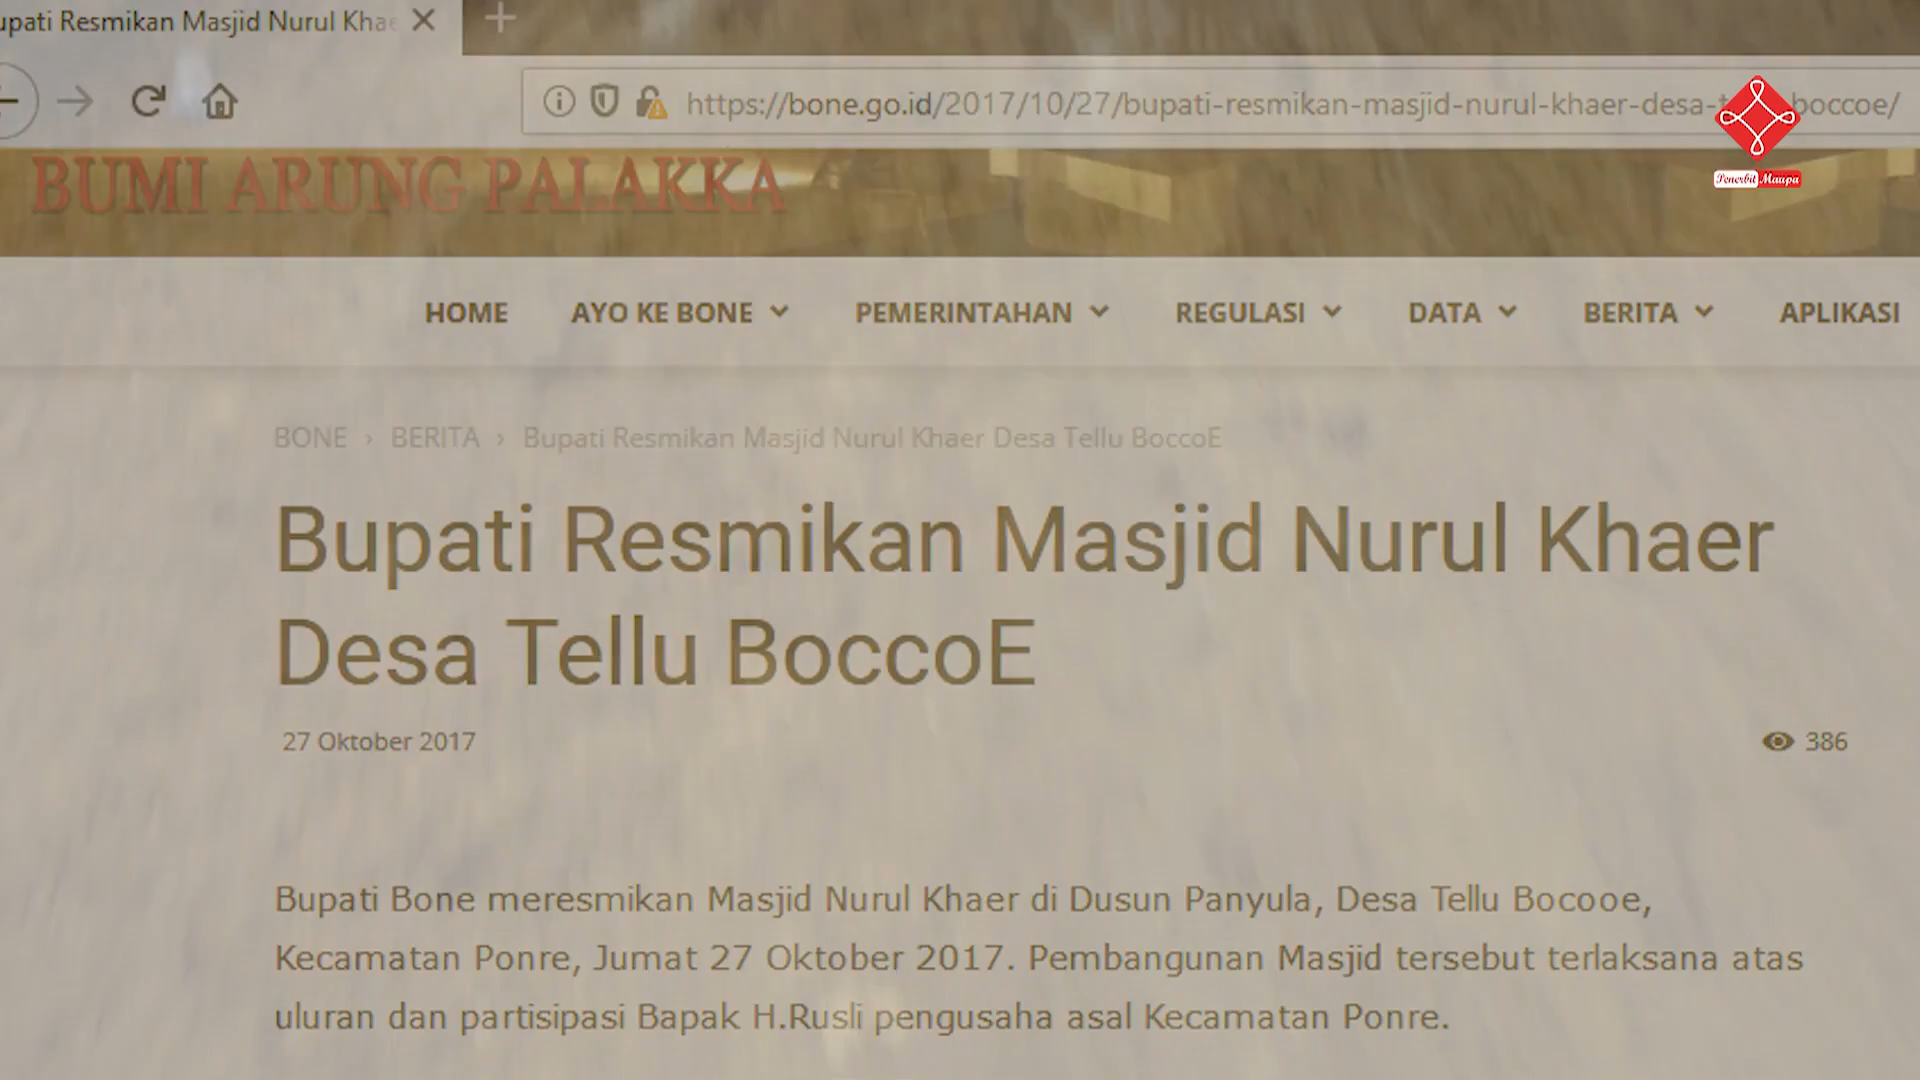 upati Resmikan Masjid Nurul Khae
https://bone.go.id/2017/10/27/bupati-resmikan-masjid-nurul-khaer-desa-t boccoe/
Penerbit Maupa
BUMI ARUNG PALAKKA
HOME AYO KE BONE PEMERINTAHAN REGULASI DATA BERITA APLIKASI
BONE › BERITA › Bupati Resmikan Masjid Nurul Khaer Desa Tellu BoccoE
Bupati Resmikan Masjid Nurul Khaer
Desa Tellu BoccoE
27 Oktober 2017 386
Bupati Bone meresmikan Masjid Nurul Khaer di Dusun Panyula, Desa Tellu Bocooe,
Kecamatan Ponre, Jumat 27 Oktober 2017. Pembangunan Masjid tersebut terlaksana atas
uluran dan partisipasi Bapak H.Rusli pengusaha asal Kecamatan Ponre.